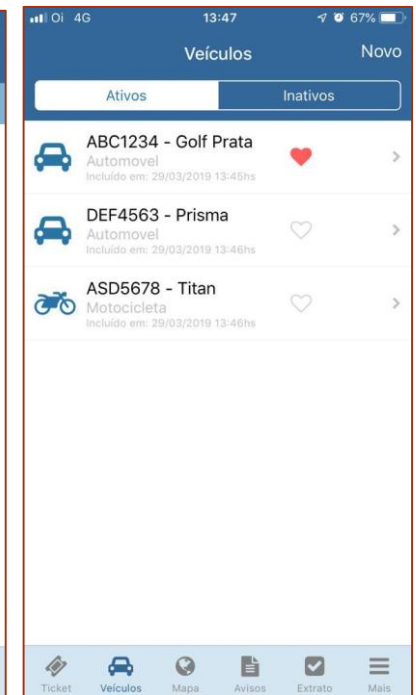 Oi 4G 13:47 67%
Veículos Novo
Ativos Inativos
ABC1234 - Golf Prata
Automovel
Incluído em: 29/03/2019 13:45hs
DEF4563 - Prisma
Automovel
Incluído em: 29/03/2019 13:46hs
ASD5678 - Titan
Motocicleta
Incluído em: 29/03/2019 13:46hs
Ticket Veículos Mapa Avisos Extrato Mais